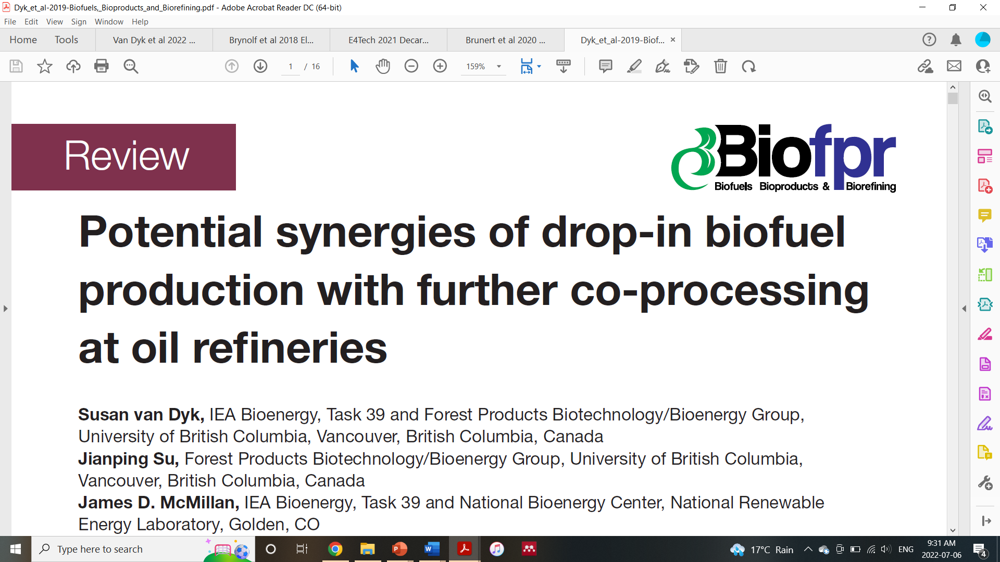 Dyk_et_al-2019-Biofuels,_Bioproducts_and_Biorefining.pdf - Adobe Acrobat Reader DC (64-bit)
File Edit View Sign Window Help
Home Tools Van Dyk et al 2022 ... Brynolf et al 2018 El... E4Tech 2021 Decar... Brunert et al 2020 ... Dyk_et_al-2019-Biof...
1 / 16 159%
Review
Biofpr
Biofuels Bioproducts & Biorefining
Potential synergies of drop-in biofuel
production with further co-processing
at oil refineries
Susan van Dyk, IEA Bioenergy, Task 39 and Forest Products Biotechnology/Bioenergy Group,
University of British Columbia, Vancouver, British Columbia, Canada
Jianping Su, Forest Products Biotechnology/Bioenergy Group, University of British Columbia,
Vancouver, British Columbia, Canada
James D. McMillan, IEA Bioenergy, Task 39 and National Bioenergy Center, National Renewable
Energy Laboratory, Golden, CO
Type here to search
17°C Rain
ENG
9:31 AM
2022-07-06
4